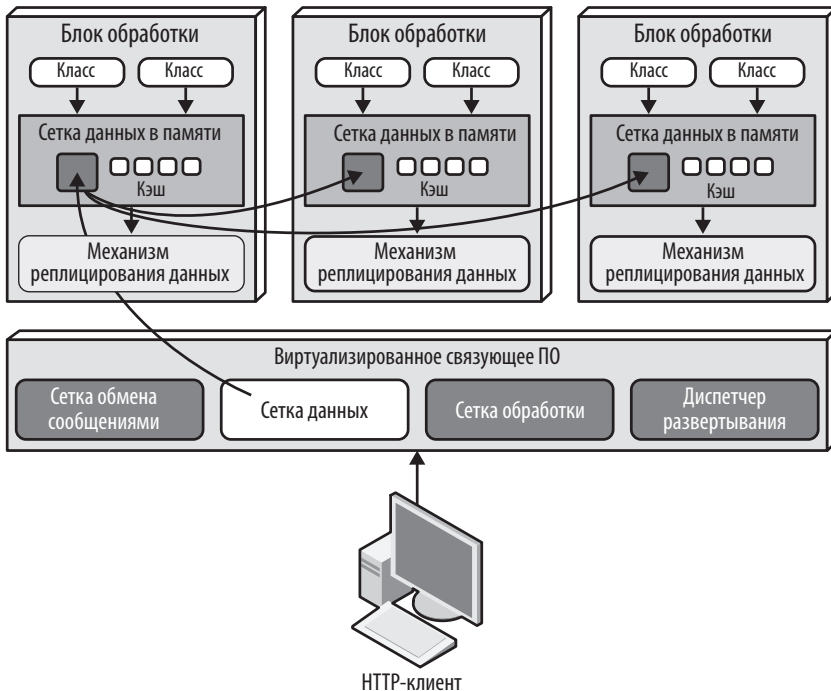 Блок обработки
Класс
Класс
Сетка данных в памяти
Кэш
Механизм
реплицирования данных
Блок обработки
Класс
Класс
Сетка данных в памяти
Кэш
Механизм
реплицирования данных
Блок обработки
Класс
Класс
Сетка данных в памяти
Кэш
Механизм
реплицирования данных
Виртуализированное связующее ПО
Сетка обмена
сообщениями
Сетка данных
Сетка обработки
Диспетчер
развертывания
HTTP-клиент